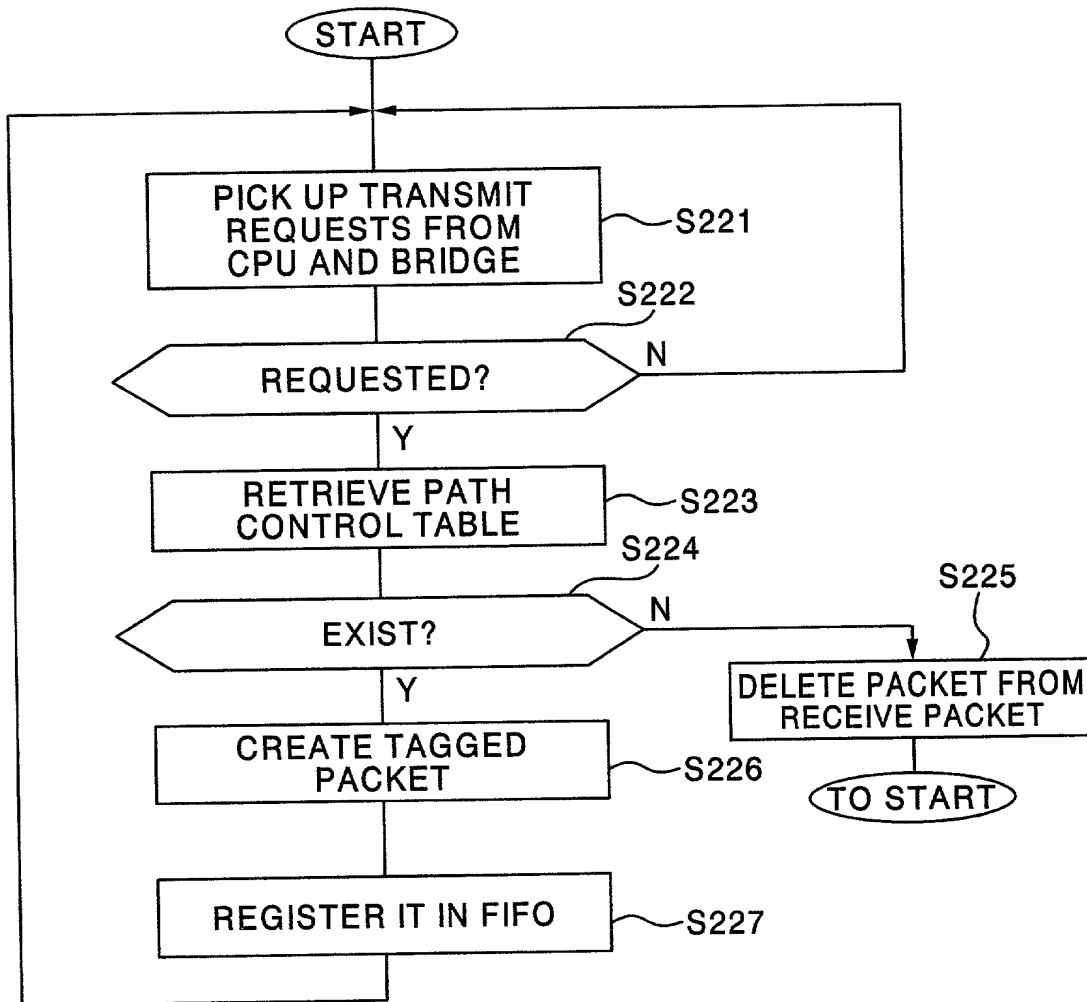 START
PICK UP TRANSMIT
REQUESTS FROM
CPU AND BRIDGE
S221
S222
REQUESTED?
N
Y
RETRIEVE PATH
CONTROL TABLE
S223
S224
EXIST?
N
Y
S225
DELETE PACKET FROM
RECEIVE PACKET
TO START
CREATE TAGGED
PACKET
S226
REGISTER IT IN FIFO
S227